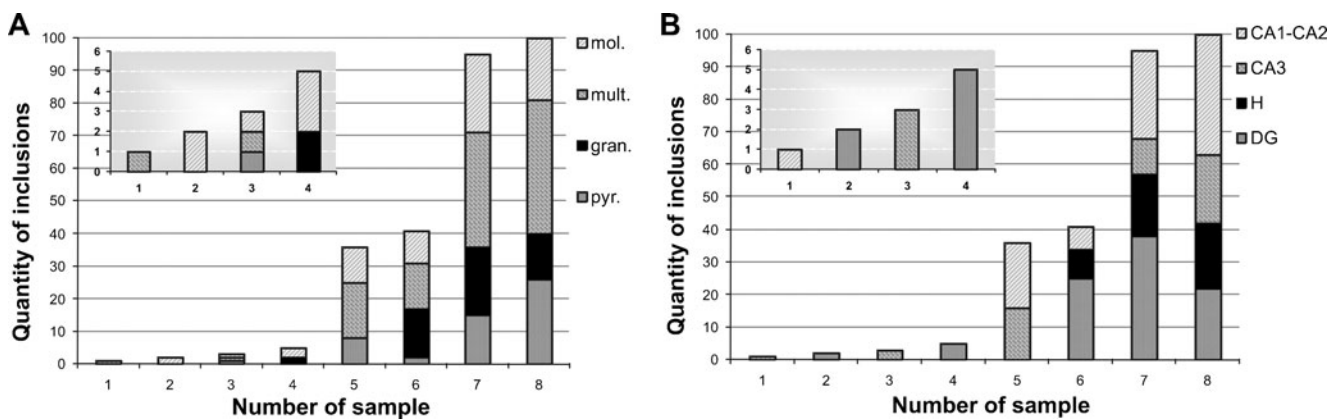 A
Quantity of inclusions
100
90
80
70
60
50
40
30
20
10
0
6
5
4
3
2
1
0
1 2 3 4
1 2 3 4 5 6 7 8
Number of sample
mol.
mult.
gran.
pyr.
B
Quantity of inclusions
100
90
80
70
60
50
40
30
20
10
0
6
5
4
3
2
1
0
1 2 3 4
1 2 3 4 5 6 7 8
Number of sample
CA1-CA2
CA3
H
DG